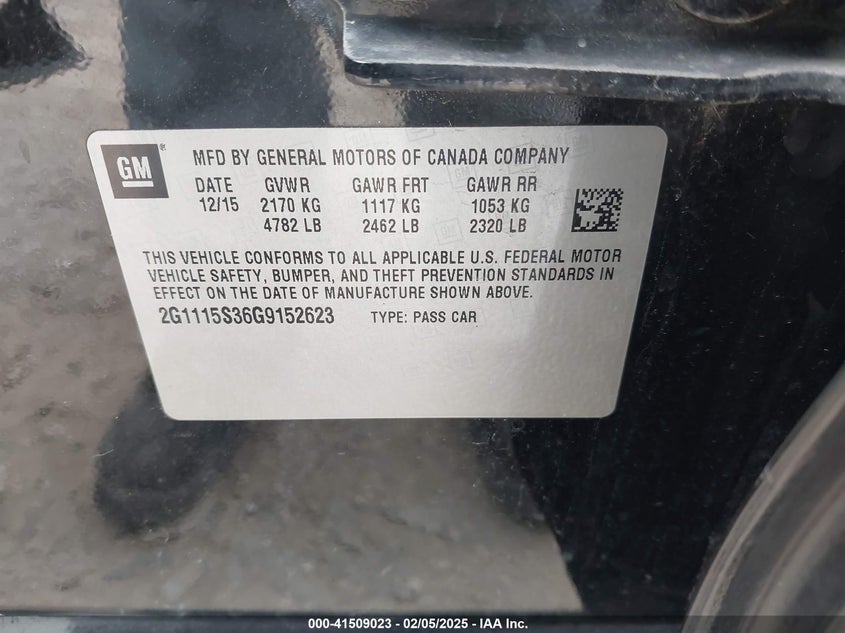 GM
MFD BY GENERAL MOTORS OF CANADA COMPANY
DATE GVWR GAWR FRT GAWR RR
12/15 2170 KG 1117 KG 1053 KG
4782 LB 2462 LB 2320 LB
THIS VEHICLE CONFORMS TO ALL APPLICABLE U.S. FEDERAL MOTOR
VEHICLE SAFETY, BUMPER, AND THEFT PREVENTION STANDARDS IN
EFFECT ON THE DATE OF MANUFACTURE SHOWN ABOVE.
2G1115S36G9152623 TYPE: PASS CAR
000-41509023 - 02/05/2025 - IAA Inc.